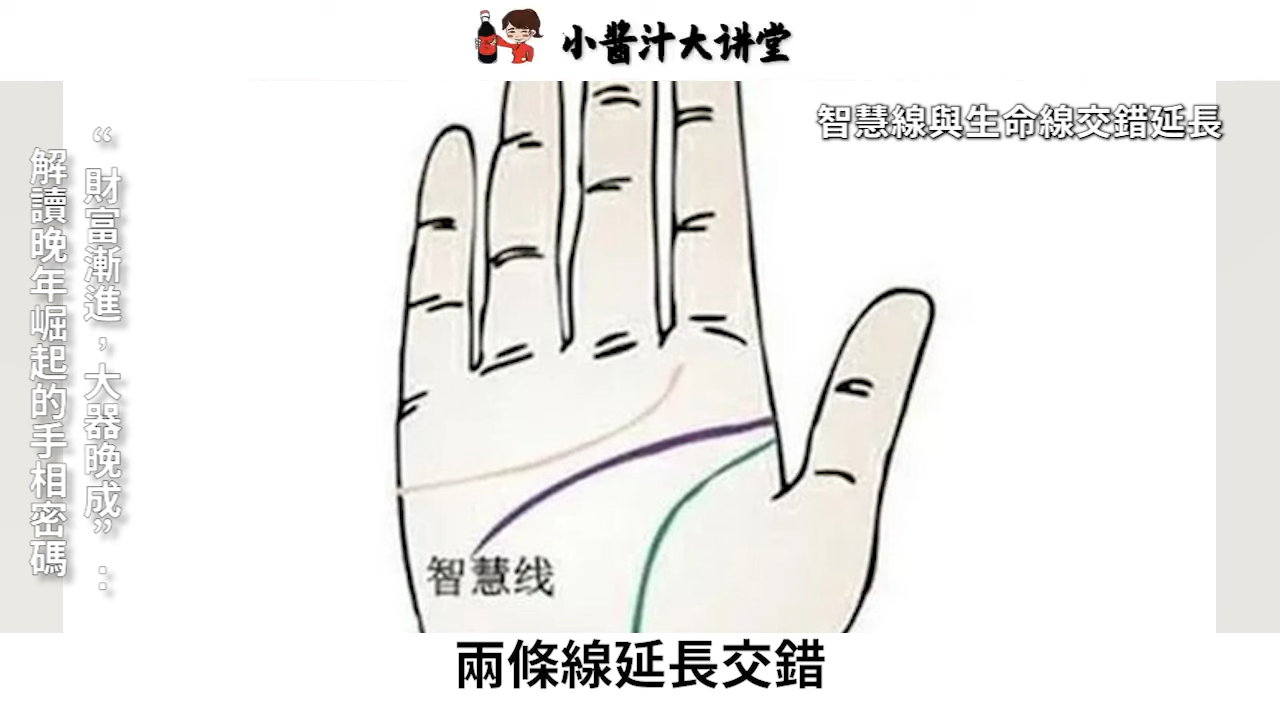 小醬汁大讲堂
智慧線與生命線交錯延長
“財富漸進，大器晚成”：
解讀晚年崛起的手相密碼
智慧线
兩條線延長交錯